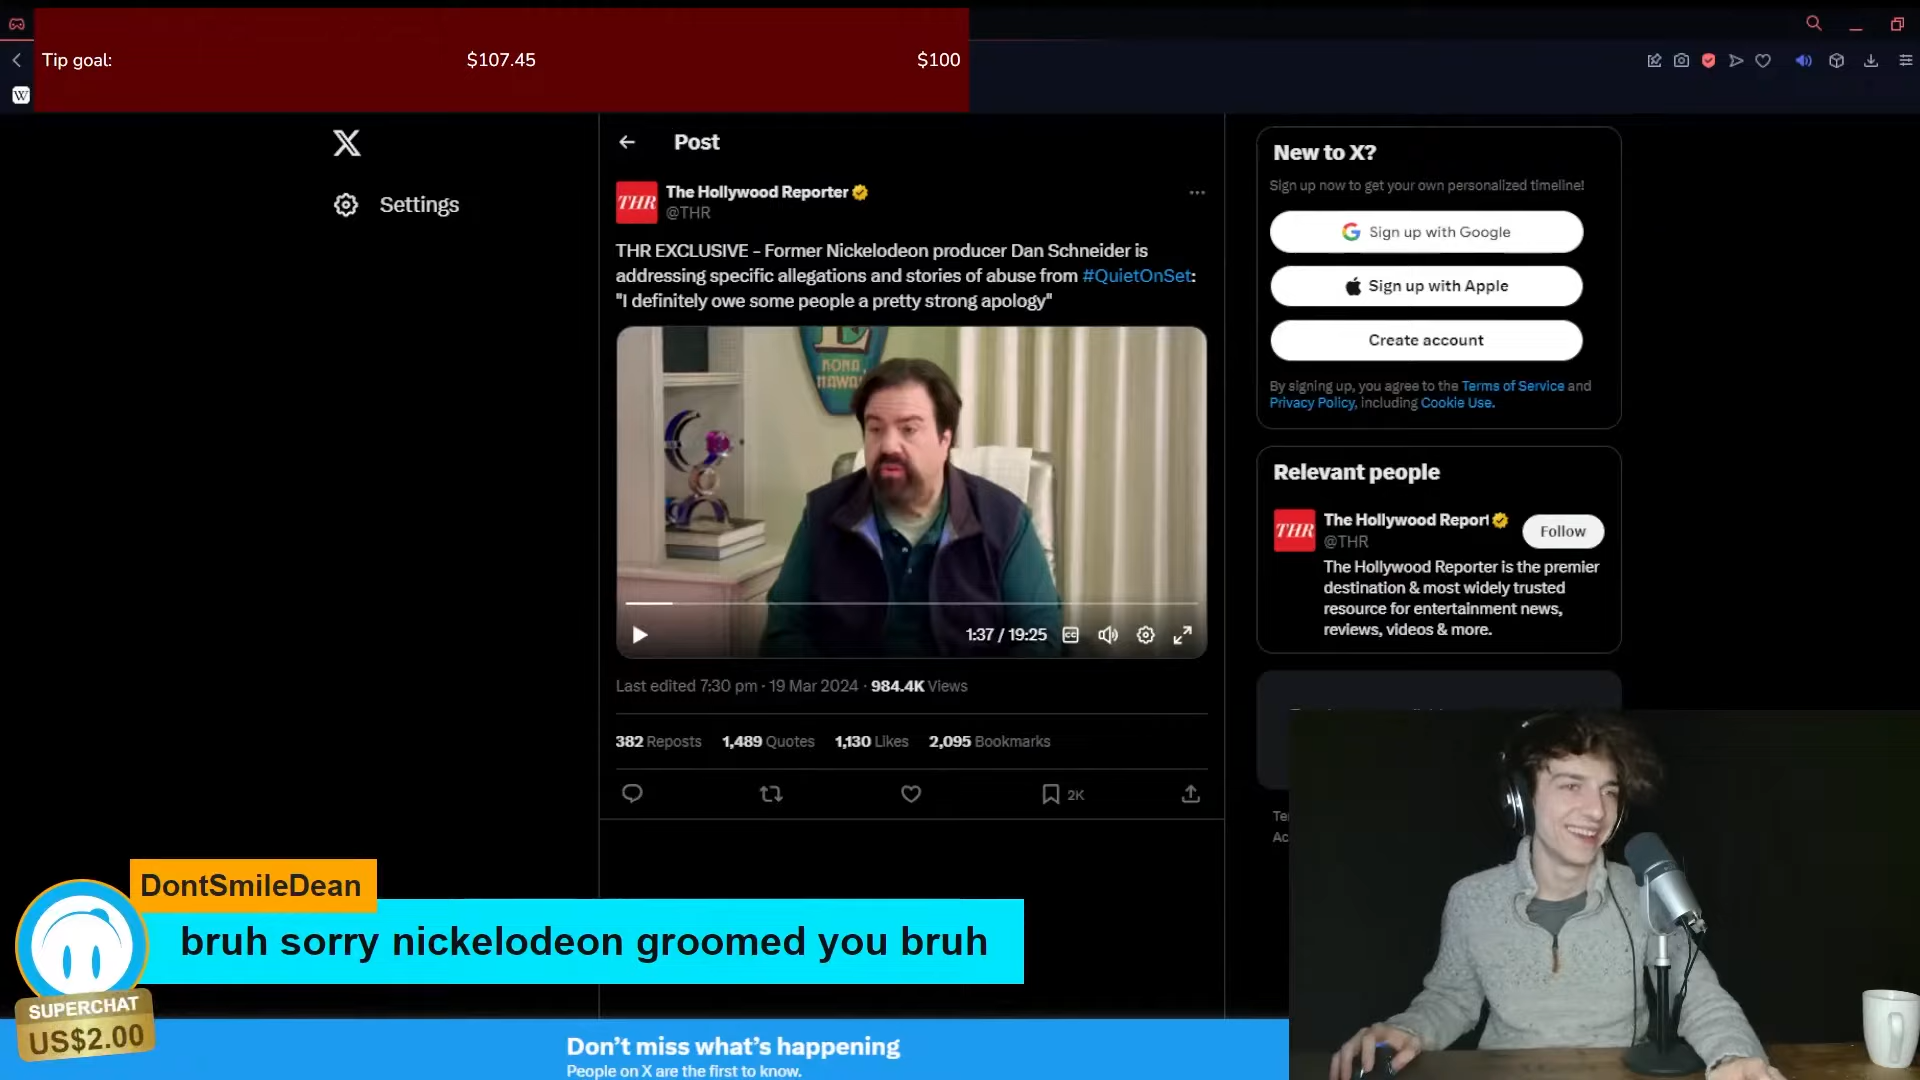 Tip goal: $107.45 $100
W
X
Settings
Post
THR
The Hollywood Reporter
@THR
THR EXCLUSIVE - Former Nickelodeon producer Dan Schneider is
addressing specific allegations and stories of abuse from #QuietOnSet:
"I definitely owe some people a pretty strong apology"
KONA,
HAWAII
1:37 / 19:25
CC
Last edited 7:30 pm · 19 Mar 2024 · 984.4K Views
382 Reposts 1,489 Quotes 1,130 Likes 2,095 Bookmarks
2K
New to X?
Sign up now to get your own personalized timeline!
Sign up with Google
Sign up with Apple
Create account
By signing up, you agree to the Terms of Service and
Privacy Policy, including Cookie Use.
Relevant people
THR
The Hollywood Report
@THR
Follow
The Hollywood Reporter is the premier
destination & most widely trusted
resource for entertainment news,
reviews, videos & more.
DontSmileDean
bruh sorry nickelodeon groomed you bruh
SUPERCHAT
US$2.00
Don't miss what's happening
People on X are the first to know.